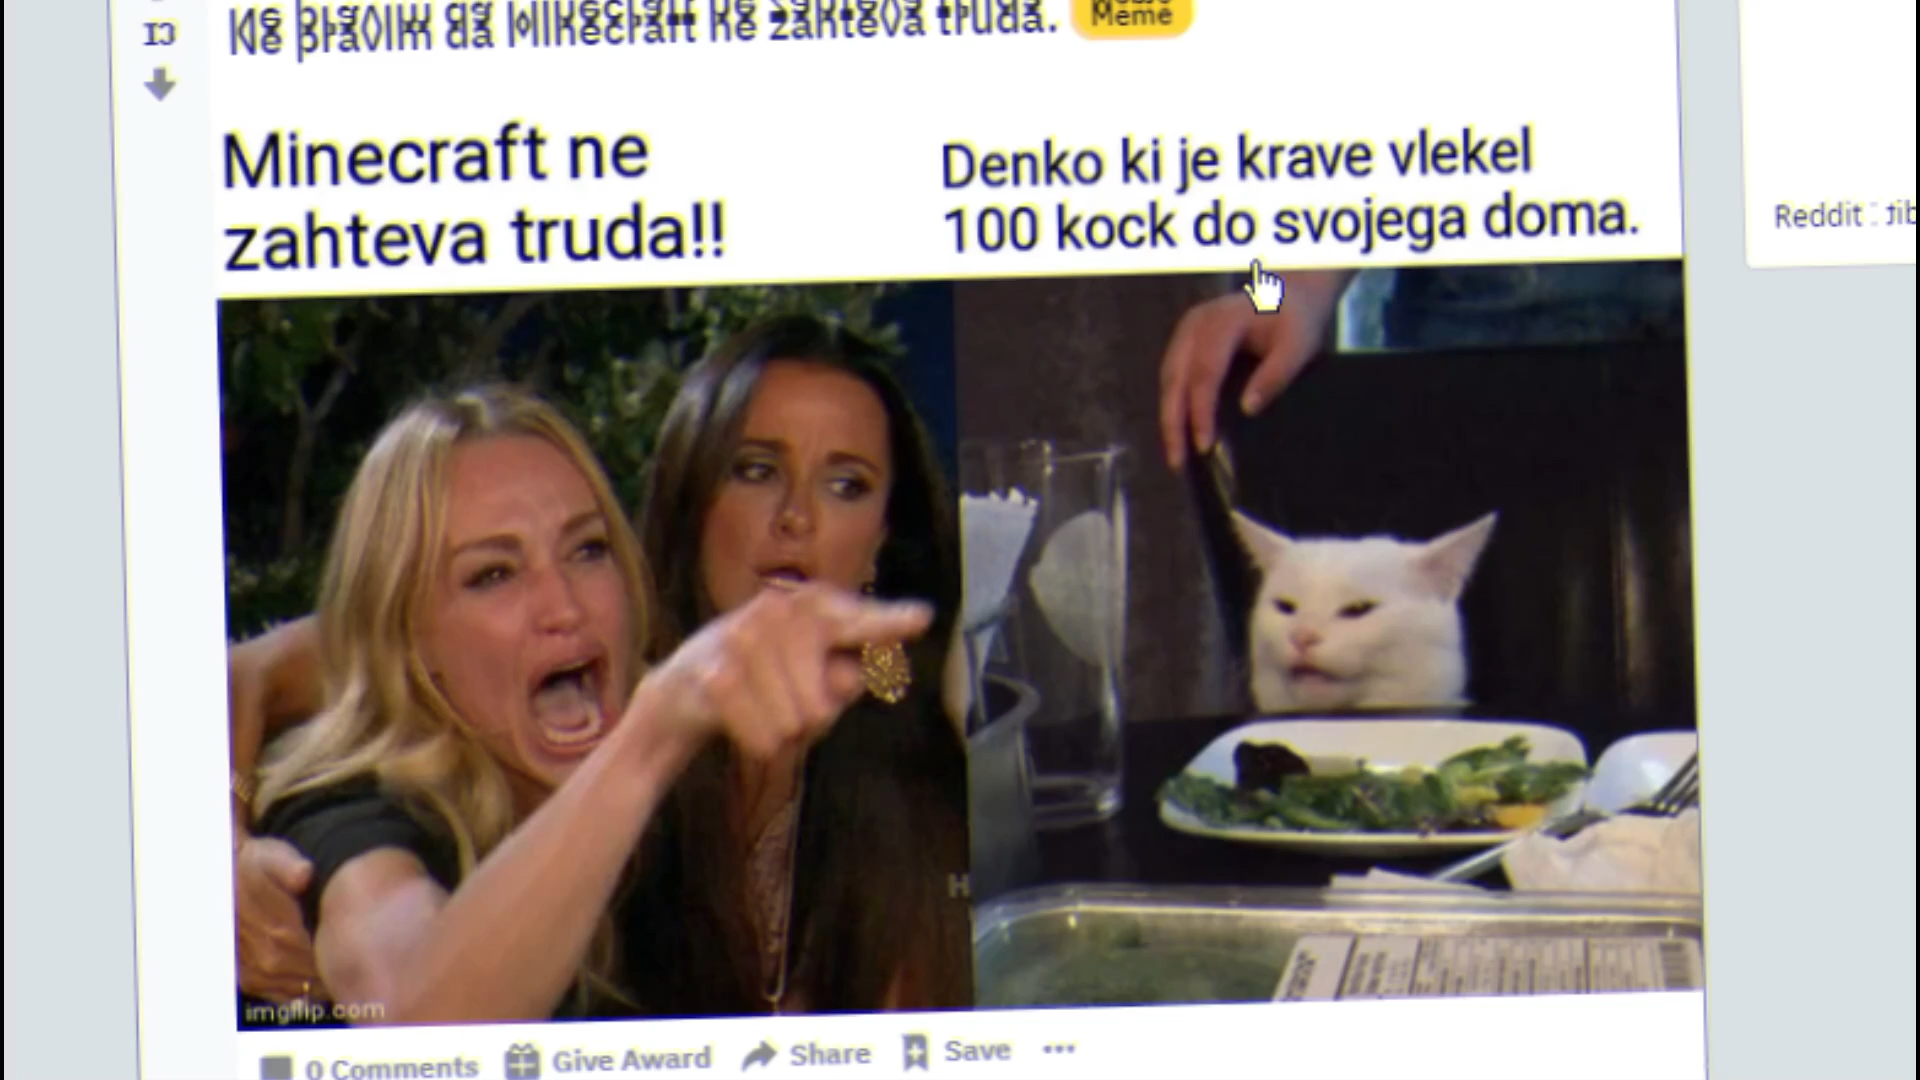 13
Ne pravim da Minecraft ne zahteva truda.
Meme
Minecraft ne
zahteva truda!!
Denko ki je krave vlekel
100 kock do svojega doma.
Reddit
imgflip.com
0 Comments
Give Award
Share
Save